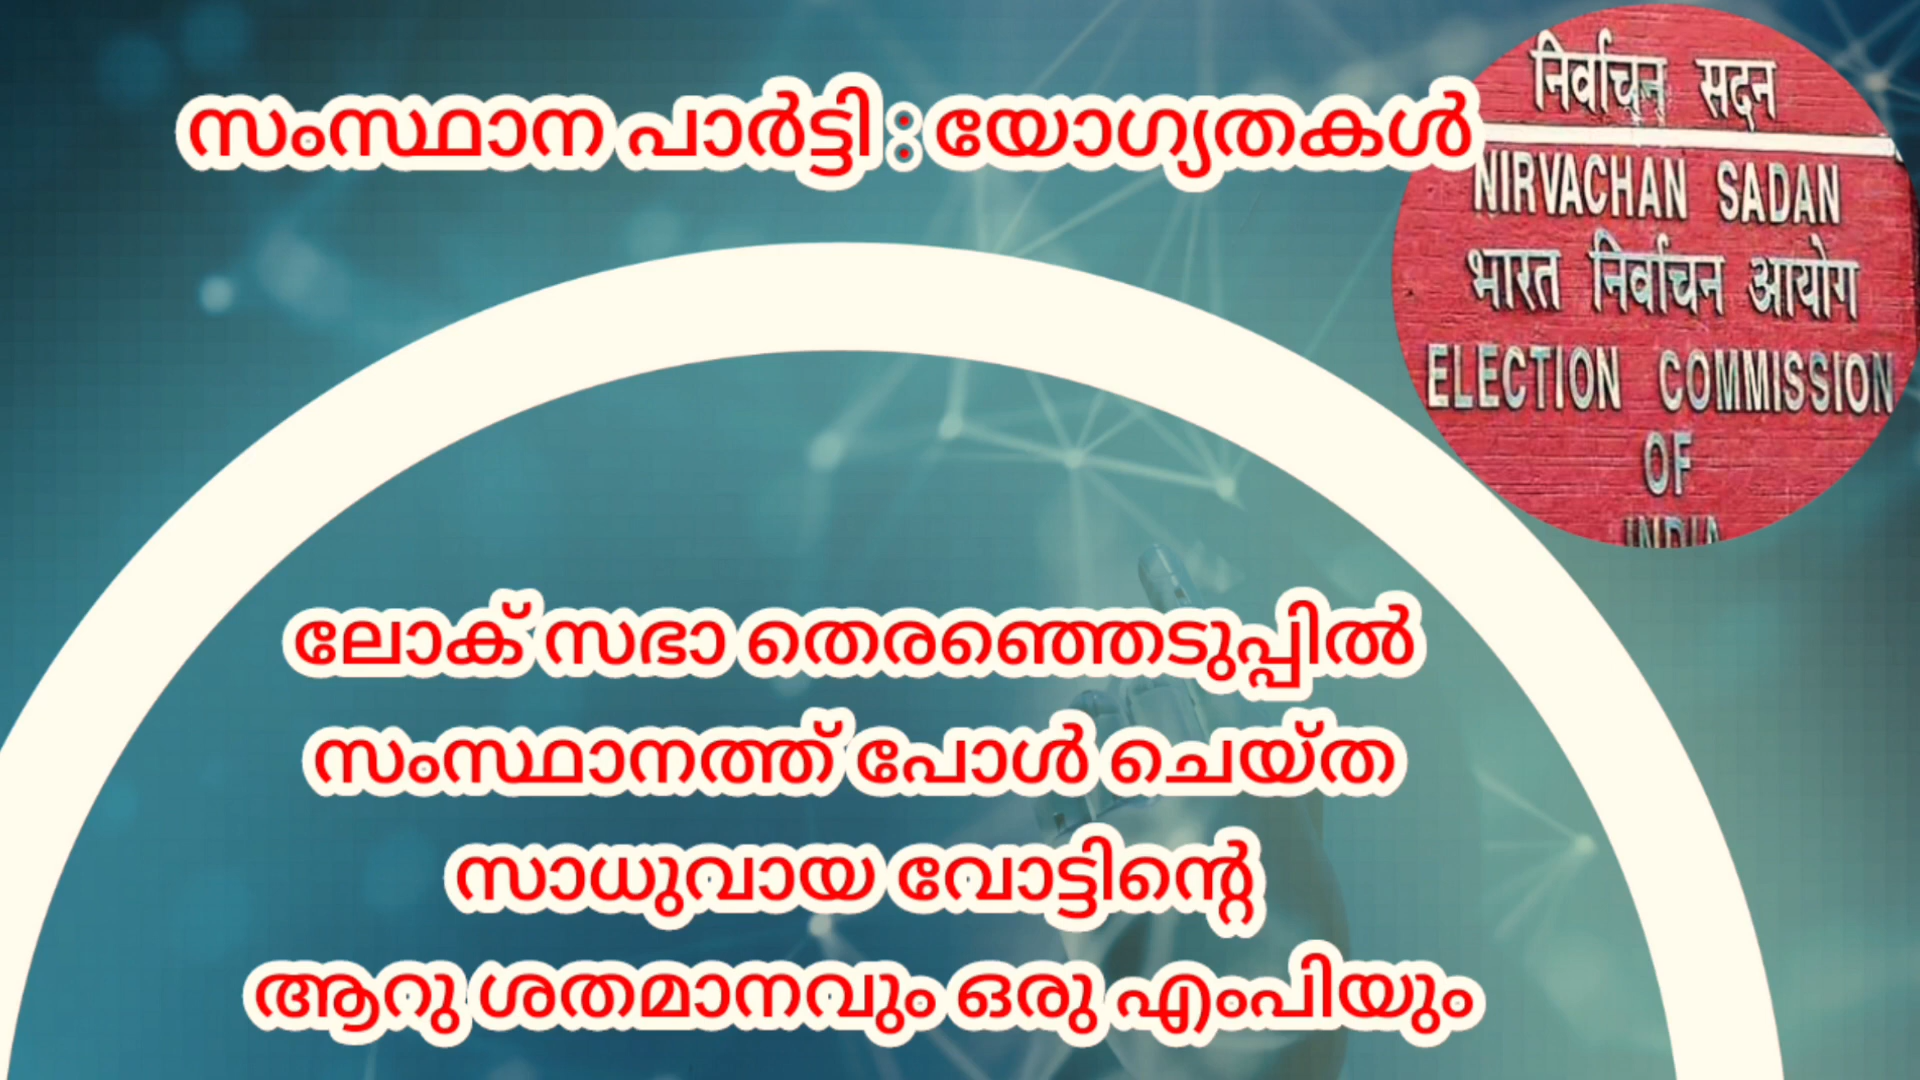 സംസ്ഥാന പാർട്ടി : യോഗ്യതകൾ
निर्वाचन सदन
NIRVACHAN SADAN
भारत निर्वाचन आयोग
ELECTION COMMISSION
OF
INDIA
ലോക് സഭാ തെരഞ്ഞെടുപ്പിൽ
സംസ്ഥാനത്ത് പോൾ ചെയ്ത
സാധുവായ വോട്ടിന്റെ
ആറു ശതമാനവും ഒരു എംപിയും